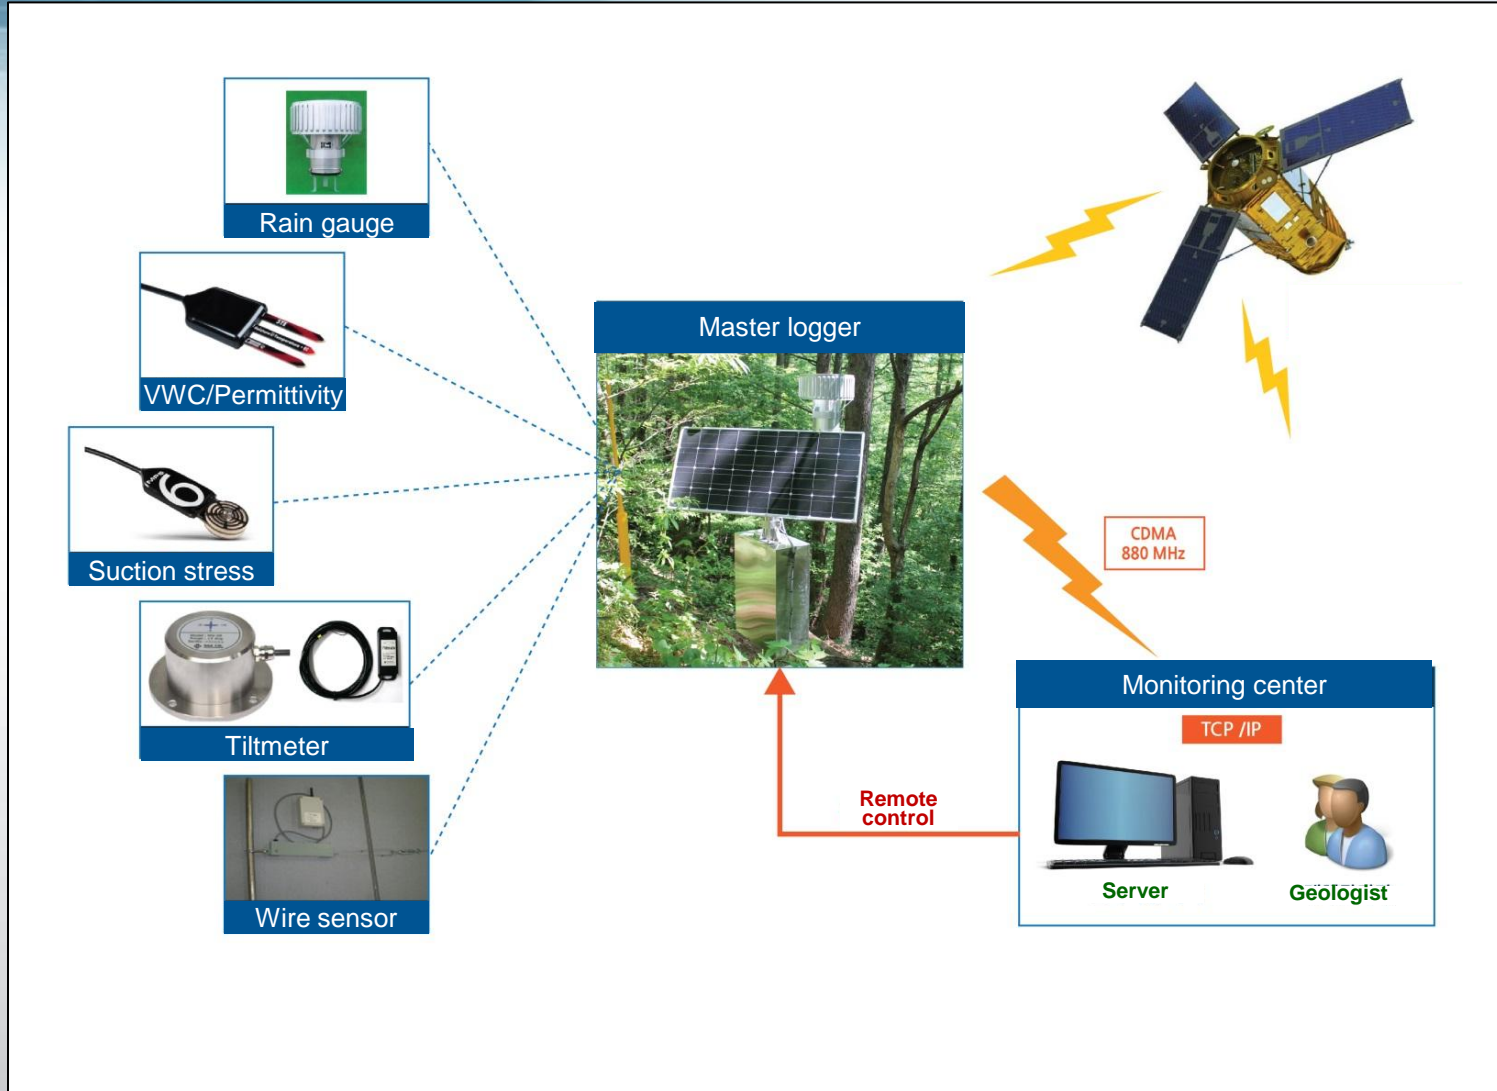 Rain gauge
Master logger
VWC/Permittivity
CDMA
880 MHz
Suction stress
Monitoring center
TCP /IP
Tiltmeter
Remote
control
Server
Geologist
Wire sensor